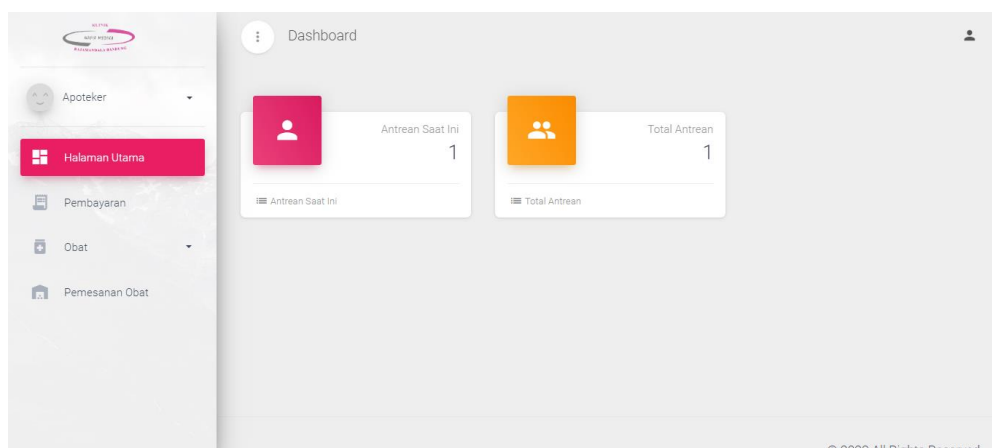 Dashboard
Apoteker
Halaman Utama
Pembayaran
Obat
Pemesanan Obat
Antrean Saat Ini
1
Antrean Saat Ini
Total Antrean
1
Total Antrean